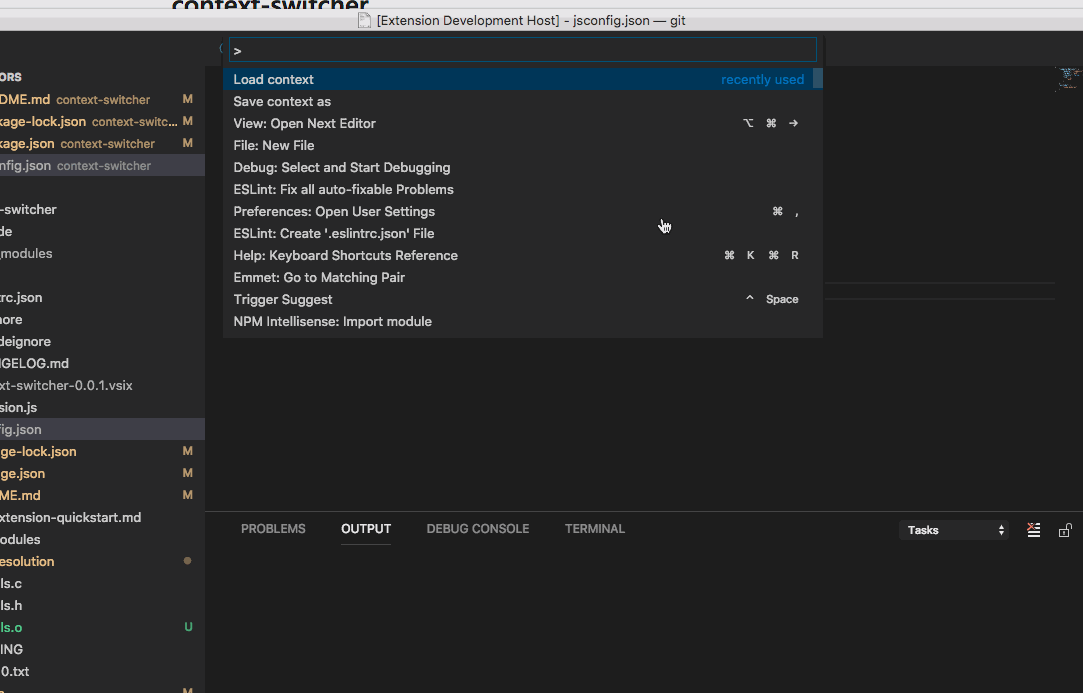 context-switcher
[Extension Development Host] - jsconfig.json — git
>
Load context recently used
Save context as
View: Open Next Editor ⌥ ⌘ →
File: New File
Debug: Select and Start Debugging
ESLint: Fix all auto-fixable Problems
Preferences: Open User Settings ⌘ ,
ESLint: Create '.eslintrc.json' File
Help: Keyboard Shortcuts Reference ⌘ K ⌘ R
Emmet: Go to Matching Pair
Trigger Suggest ^ Space
NPM Intellisense: Import module
ORS
DME.md context-switcher M
kage-lock.json context-switc... M
kage.json context-switcher M
nfig.json context-switcher
-switcher
de
_modules
rc.json
nore
deignore
NGELOG.md
xt-switcher-0.0.1.vsix
sion.js
fig.json
ge-lock.json M
ge.json M
ME.md M
xtension-quickstart.md
odules
esolution
ls.c
ls.h
ls.o U
ING
0.txt
M
PROBLEMS OUTPUT DEBUG CONSOLE TERMINAL Tasks